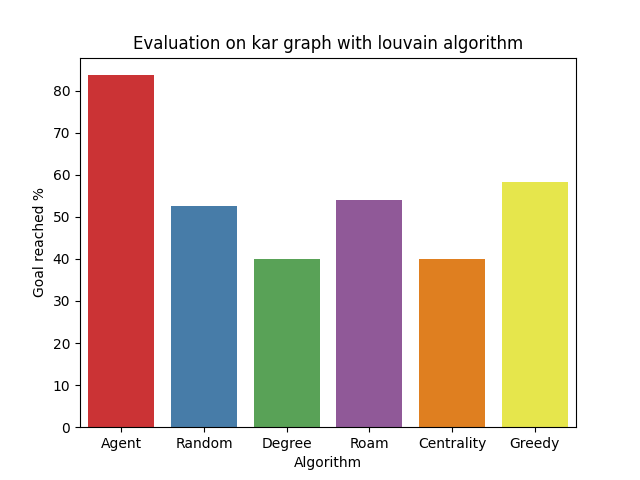 Evaluation on kar graph with louvain algorithm
Goal reached %
80
70
60
50
40
30
20
10
0
Agent Random Degree Roam Centrality Greedy
Algorithm